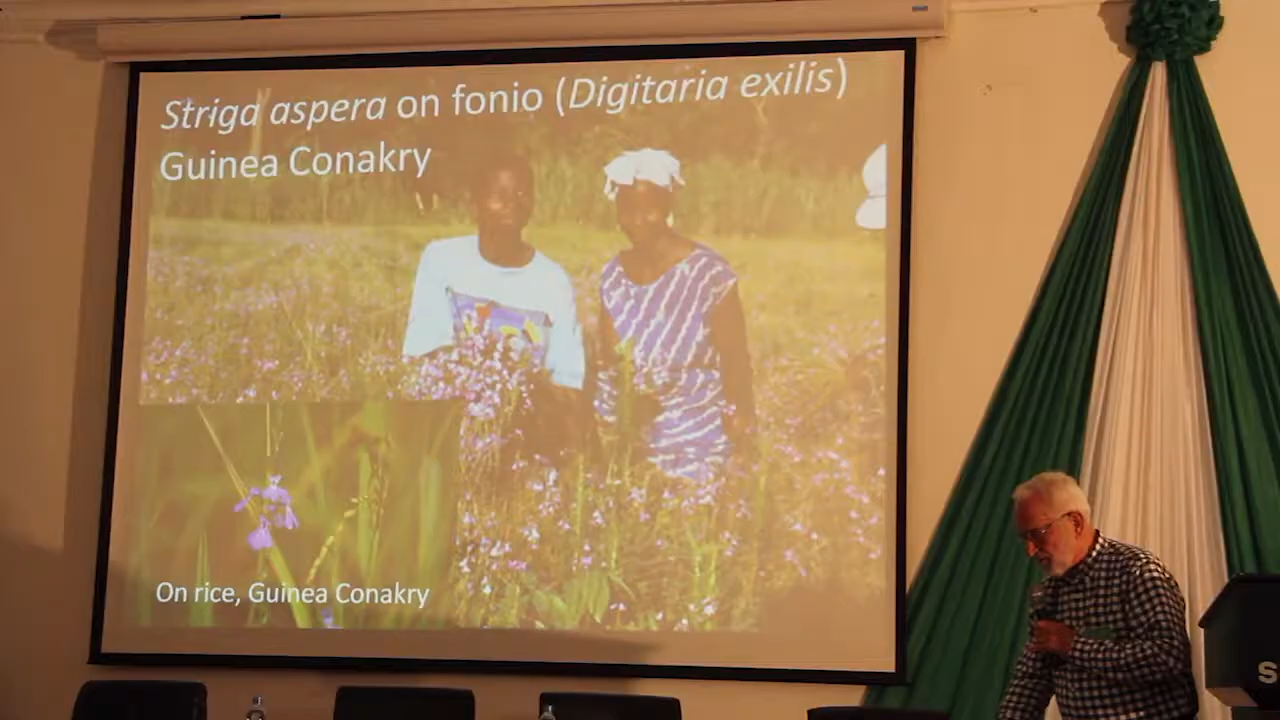 Striga aspera on fonio (Digitaria exilis)
Guinea Conakry
On rice, Guinea Conakry
S